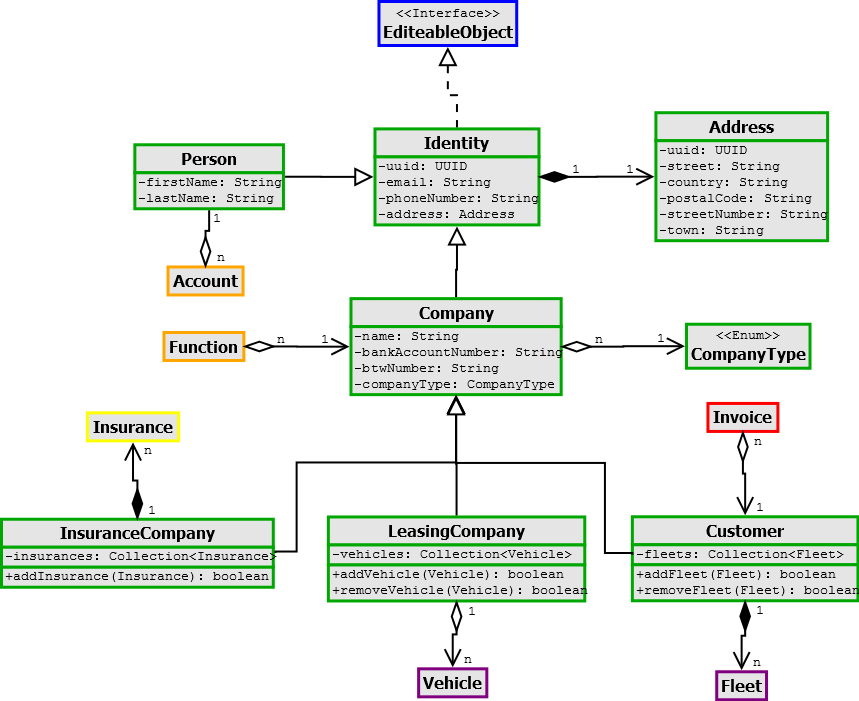 <<Interface>>
EditeableObject
Identity
-uuid: UUID
-email: String
-phoneNumber: String
-address: Address
1
1
Address
-uuid: UUID
-street: String
-country: String
-postalCode: String
-streetNumber: String
-town: String
Person
-firstName: String
-lastName: String
1
n
Account
Company
-name: String
-bankAccountNumber: String
-btwNumber: String
-companyType: CompanyType
Function
n
1
n
1
<<Enum>>
CompanyType
Insurance
n
1
InsuranceCompany
-insurances: Collection<Insurance>
+addInsurance(Insurance): boolean
LeasingCompany
-vehicles: Collection<Vehicle>
+addVehicle(Vehicle): boolean
+removeVehicle(Vehicle): boolean
1
n
Vehicle
Invoice
n
1
Customer
-fleets: Collection<Fleet>
+addFleet(Fleet): boolean
+removeFleet(Fleet): boolean
1
n
Fleet